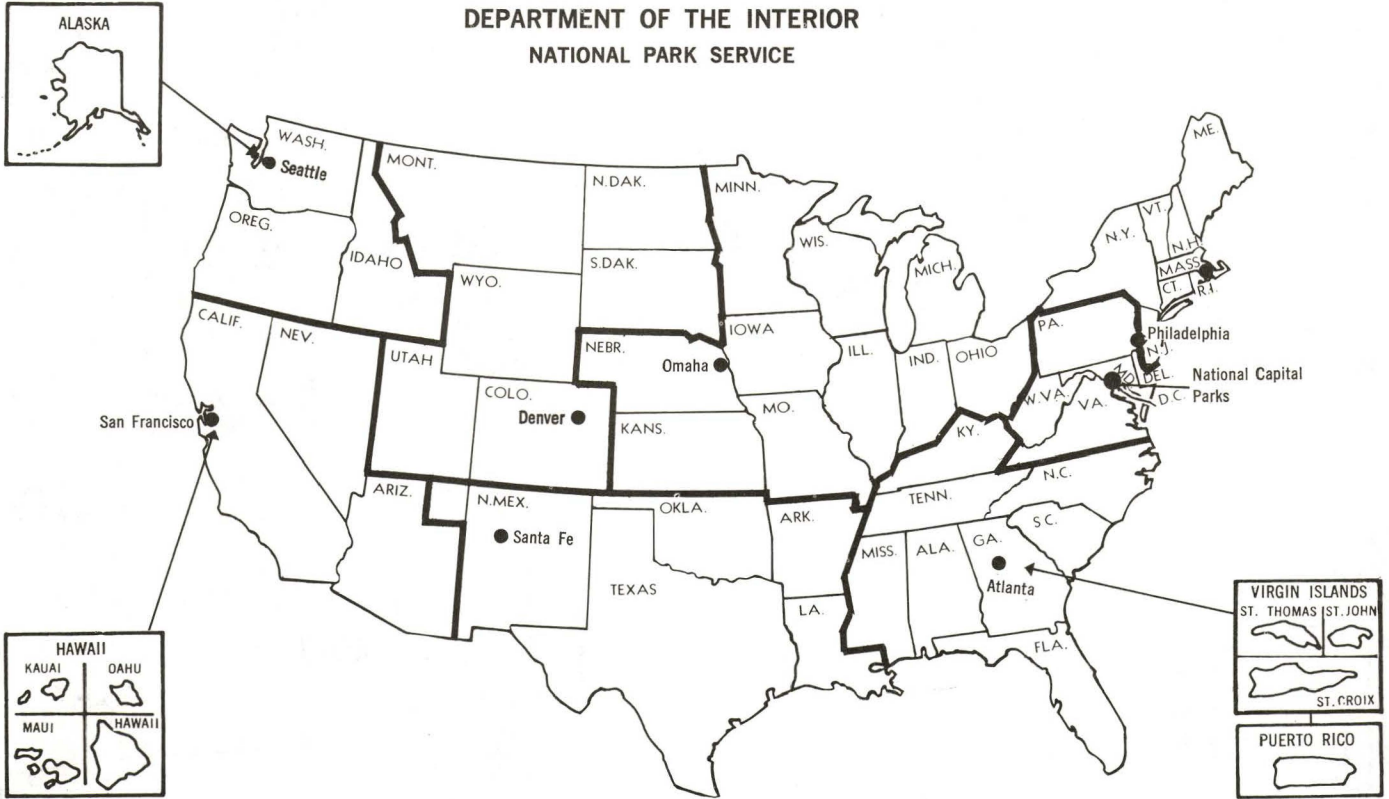 DEPARTMENT OF THE INTERIOR
NATIONAL PARK SERVICE
ALASKA
WASH.
Seattle
OREG.
IDAHO
MONT.
N.DAK.
S.DAK.
WYO.
MINN.
WIS.
MICH.
N.Y.
VT.
N.H.
ME.
MASS.
CT.
R.I.
CALIF.
NEV.
UTAH
COLO.
Denver
NEBR.
Omaha
IOWA
ILL.
IND.
OHIO
PA.
Philadelphia
N.J.
DEL.
MD.
National Capital
Parks
D.C.
W.VA.
VA.
San Francisco
KANS.
MO.
KY.
ARIZ.
N.MEX.
Santa Fe
OKLA.
ARK.
TENN.
N.C.
S.C.
TEXAS
LA.
MISS.
ALA.
GA.
Atlanta
FLA.
HAWAII
KAUAI
OAHU
MAUI
HAWAII
VIRGIN ISLANDS
ST. THOMAS
ST. JOHN
ST. CROIX
PUERTO RICO